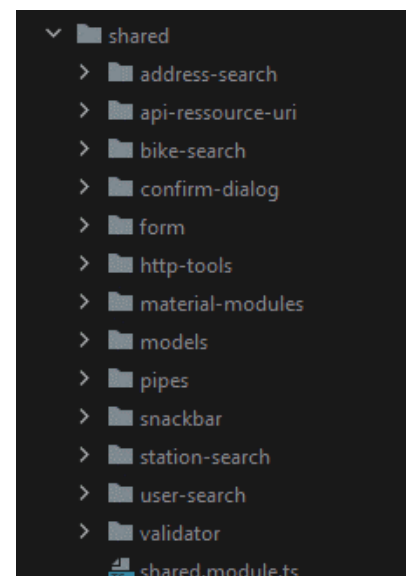 shared
address-search
api-ressource-uri
bike-search
confirm-dialog
form
http-tools
material-modules
models
pipes
snackbar
station-search
user-search
validator
shared.module.ts